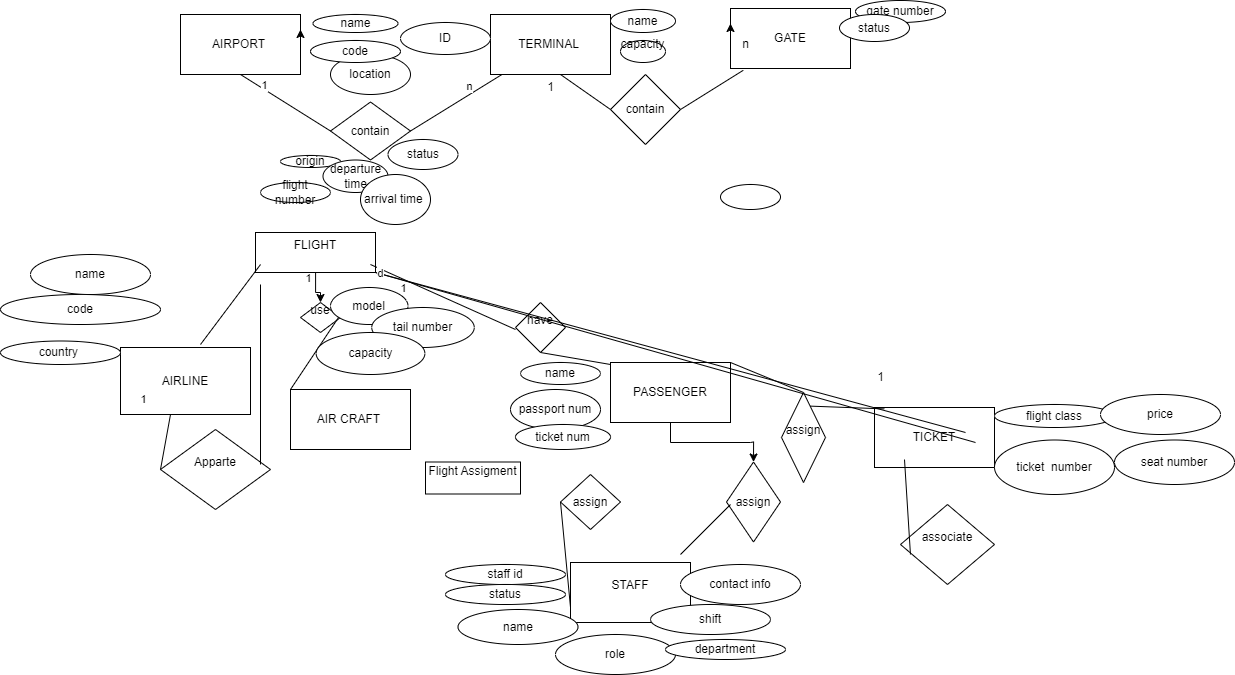 AIRPORT
name
code
location
ID
TERMINAL
name
capacity
GATE
n
gate number
status
1
n
1
contain
contain
origin
departure
time
status
flight
number
arrival time
FLIGHT
1
d
1
name
code
country
use
model
tail number
capacity
have
AIRLINE
1
AIR CRAFT
name
passport num
ticket num
PASSENGER
1
assign
TICKET
flight class
price
ticket  number
seat number
Apparte
Flight Assigment
assign
assign
associate
staff id
status
name
STAFF
contact info
shift
role
department